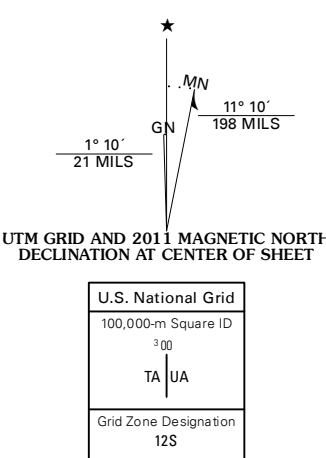 ★
MN
GN
11° 10´
198 MILS
1° 10´
21 MILS
UTM GRID AND 2011 MAGNETIC NORTH
DECLINATION AT CENTER OF SHEET
U.S. National Grid
100,000-m Square ID
³00
TA UA
Grid Zone Designation
12S